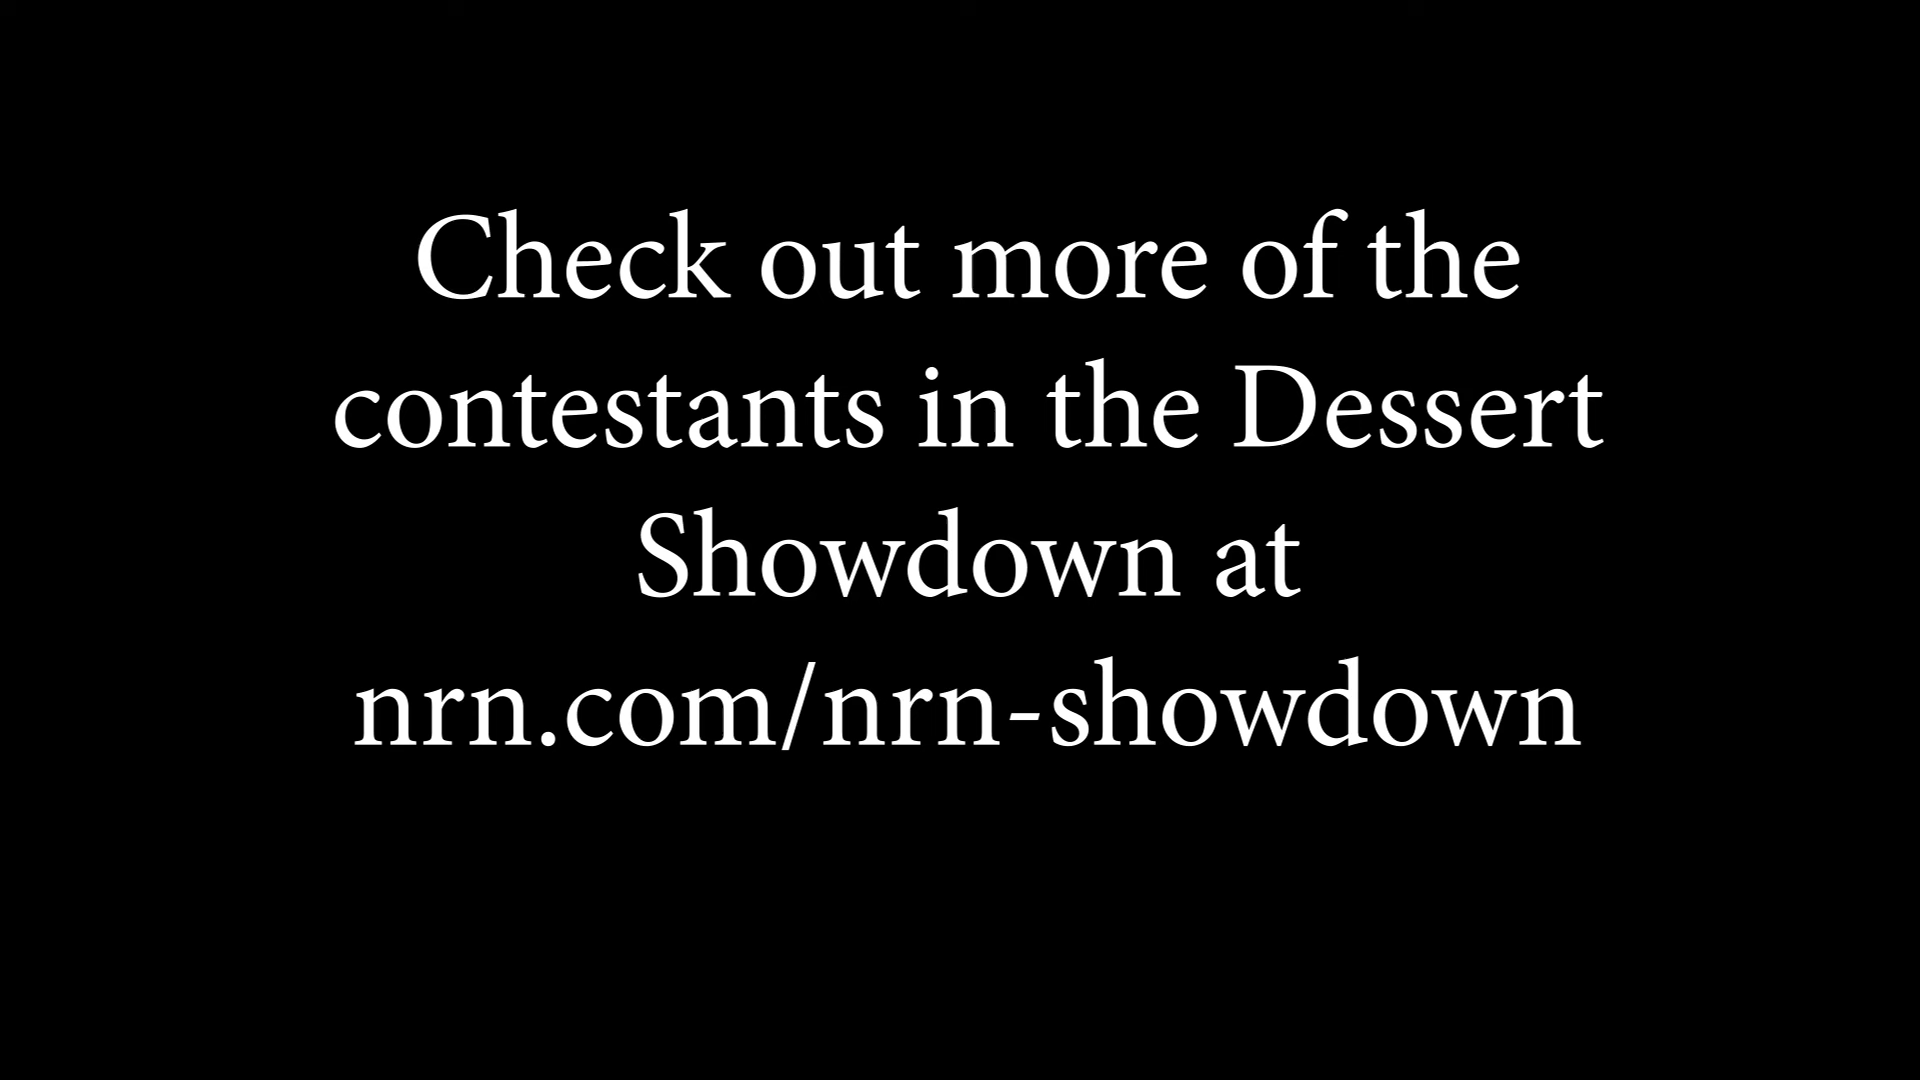 Check out more of the
contestants in the Dessert
Showdown at
nrn.com/nrn-showdown